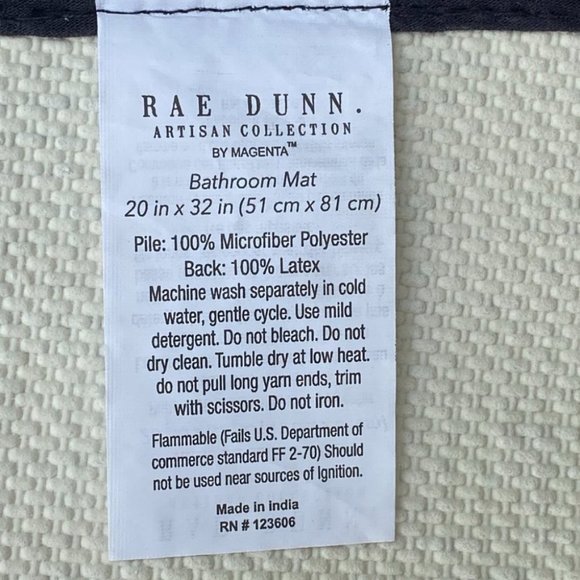 RAE DUNN.
ARTISAN COLLECTION
BY MAGENTA™
Bathroom Mat
20 in x 32 in (51 cm x 81 cm)
Pile: 100% Microfiber Polyester
Back: 100% Latex
Machine wash separately in cold
water, gentle cycle. Use mild
detergent. Do not bleach. Do not
dry clean. Tumble dry at low heat.
do not pull long yarn ends, trim
with scissors. Do not iron.
Flammable (Fails U.S. Department of
commerce standard FF 2-70) Should
not be used near sources of Ignition.
Made in india
RN # 123606